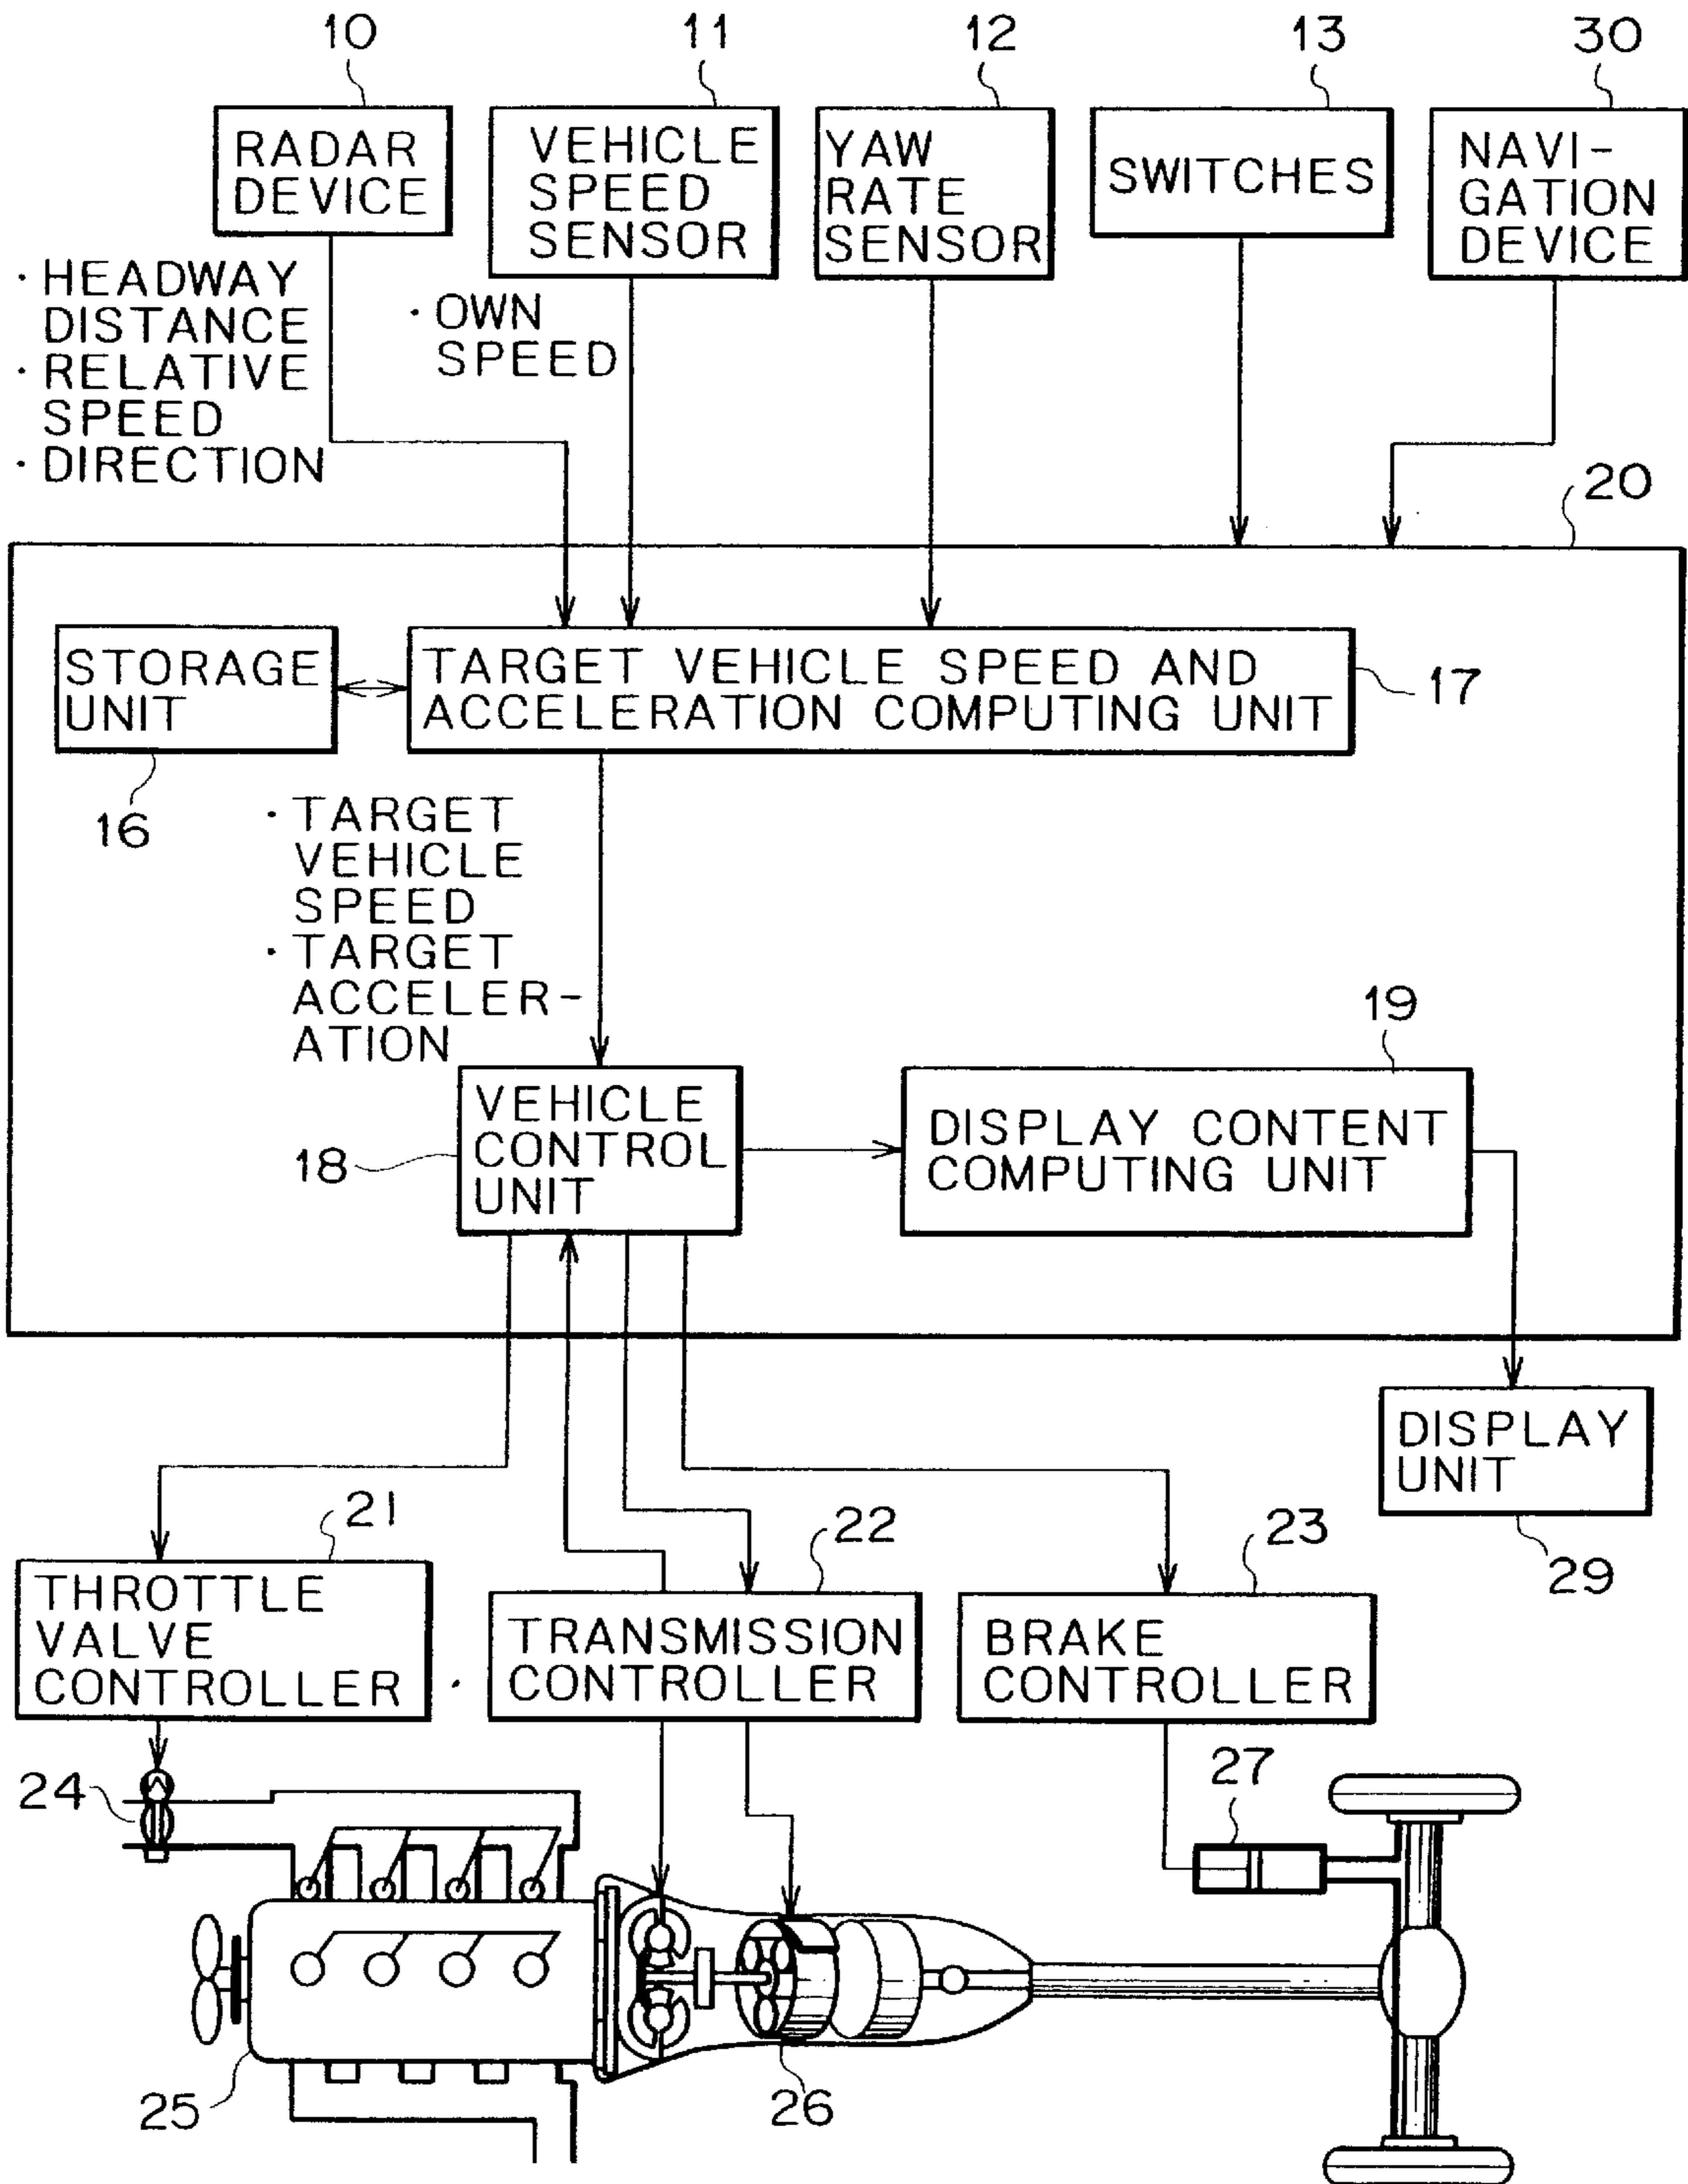 10
11
12
13
30
RADAR
DEVICE
VEHICLE
SPEED
SENSOR
YAW
RATE
SENSOR
SWITCHES
NAVI-
GATION
DEVICE
· HEADWAY
DISTANCE
· RELATIVE
SPEED
· DIRECTION
· OWN
SPEED
20
STORAGE
UNIT
16
TARGET VEHICLE SPEED AND
ACCELERATION COMPUTING UNIT
17
· TARGET
VEHICLE
SPEED
· TARGET
ACCELER-
ATION
18
VEHICLE
CONTROL
UNIT
19
DISPLAY CONTENT
COMPUTING UNIT
DISPLAY
UNIT
29
21
THROTTLE
VALVE
CONTROLLER
22
TRANSMISSION
CONTROLLER
23
BRAKE
CONTROLLER
24
27
25
26